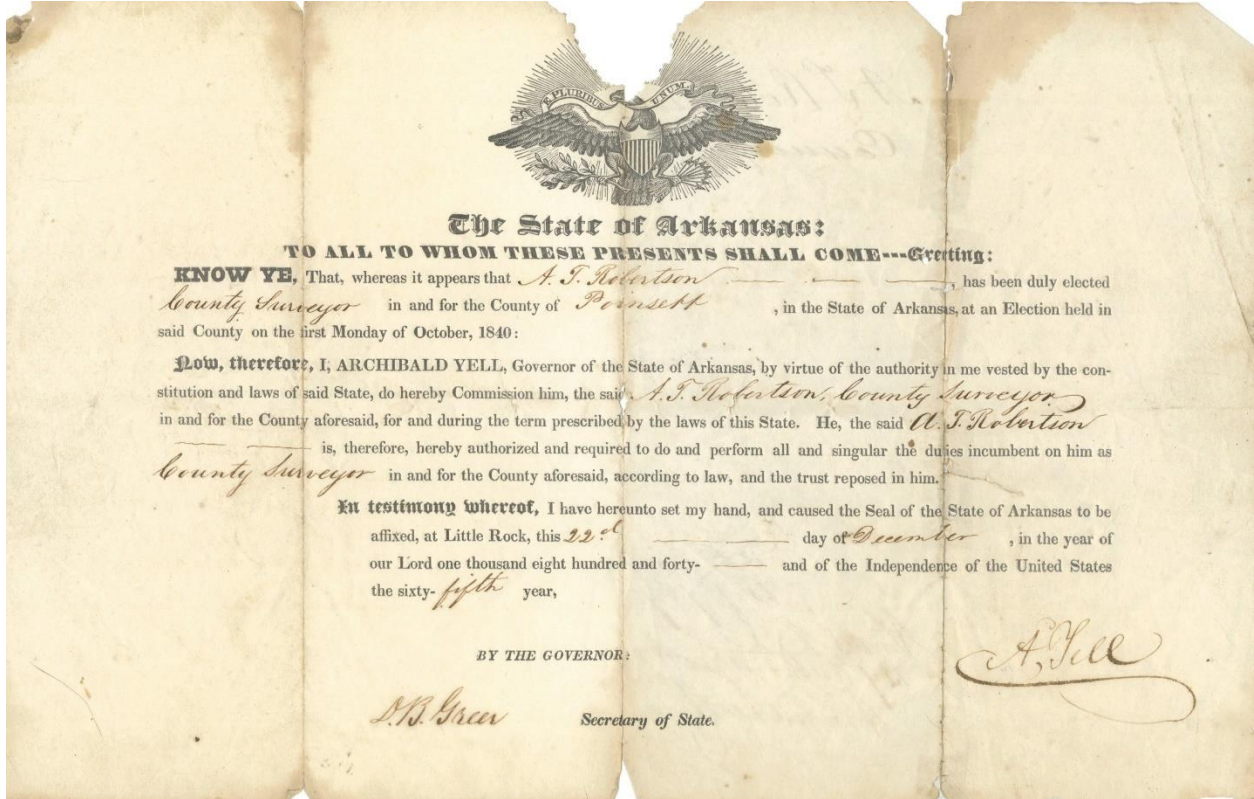 E PLURIBUS UNUM.
The State of Arkansas:
TO ALL TO WHOM THESE PRESENTS SHALL COME---Greeting:
KNOW YE, That, whereas it appears that A. T. Robertson — — —, has been duly elected
County Surveyor in and for the County of Poinsett , in the State of Arkansas, at an Election held in
said County on the first Monday of October, 1840:
Now, therefore, I, ARCHIBALD YELL, Governor of the State of Arkansas, by virtue of the authority in me vested by the con-
stitution and laws of said State, do hereby Commission him, the said A. T. Robertson, County Surveyor
in and for the County aforesaid, for and during the term prescribed by the laws of this State. He, the said A. T. Robertson
— — is, therefore, hereby authorized and required to do and perform all and singular the duties incumbent on him as
County Surveyor in and for the County aforesaid, according to law, and the trust reposed in him.
In testimony whereof, I have hereunto set my hand, and caused the Seal of the State of Arkansas to be
affixed, at Little Rock, this 22d — — day of December , in the year of
our Lord one thousand eight hundred and forty- — and of the Independence of the United States
the sixty-fifth year,
BY THE GOVERNOR:
A. Yell
D. B. Greer Secretary of State.